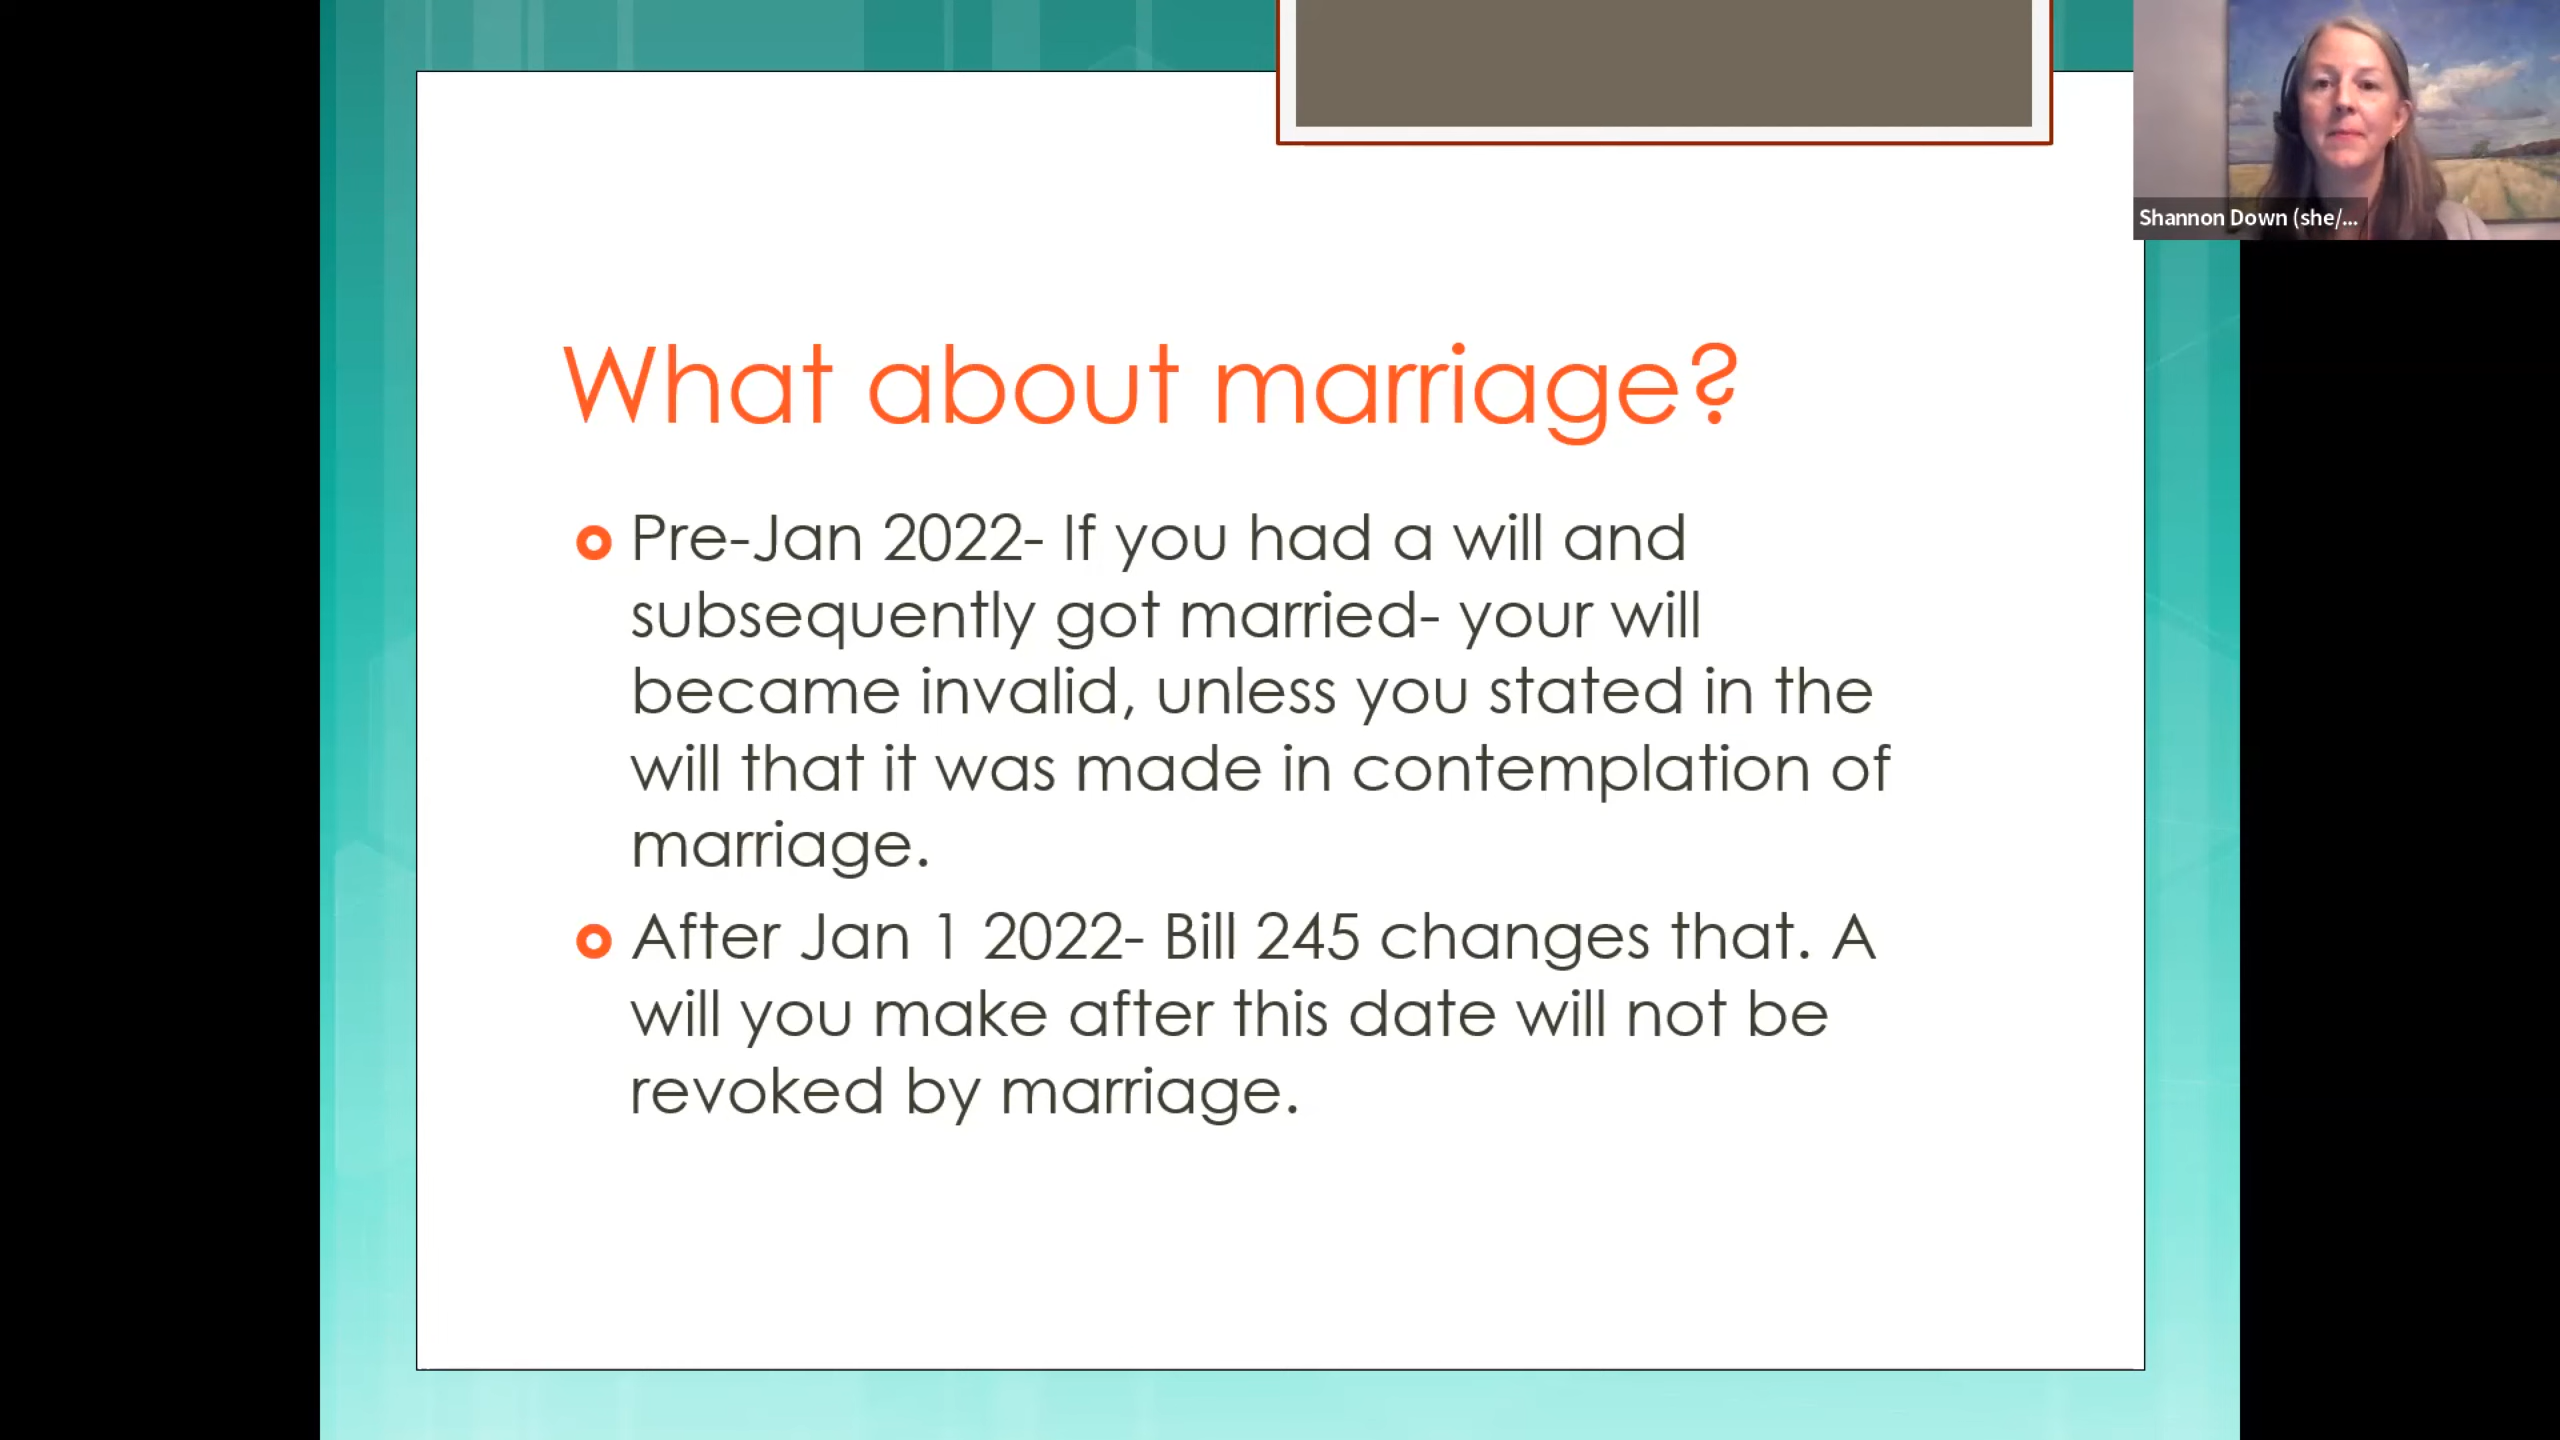 Shannon Down (she/...
What about marriage?
Pre-Jan 2022- If you had a will and
subsequently got married- your will
became invalid, unless you stated in the
will that it was made in contemplation of
marriage.
After Jan 1 2022- Bill 245 changes that. A
will you make after this date will not be
revoked by marriage.